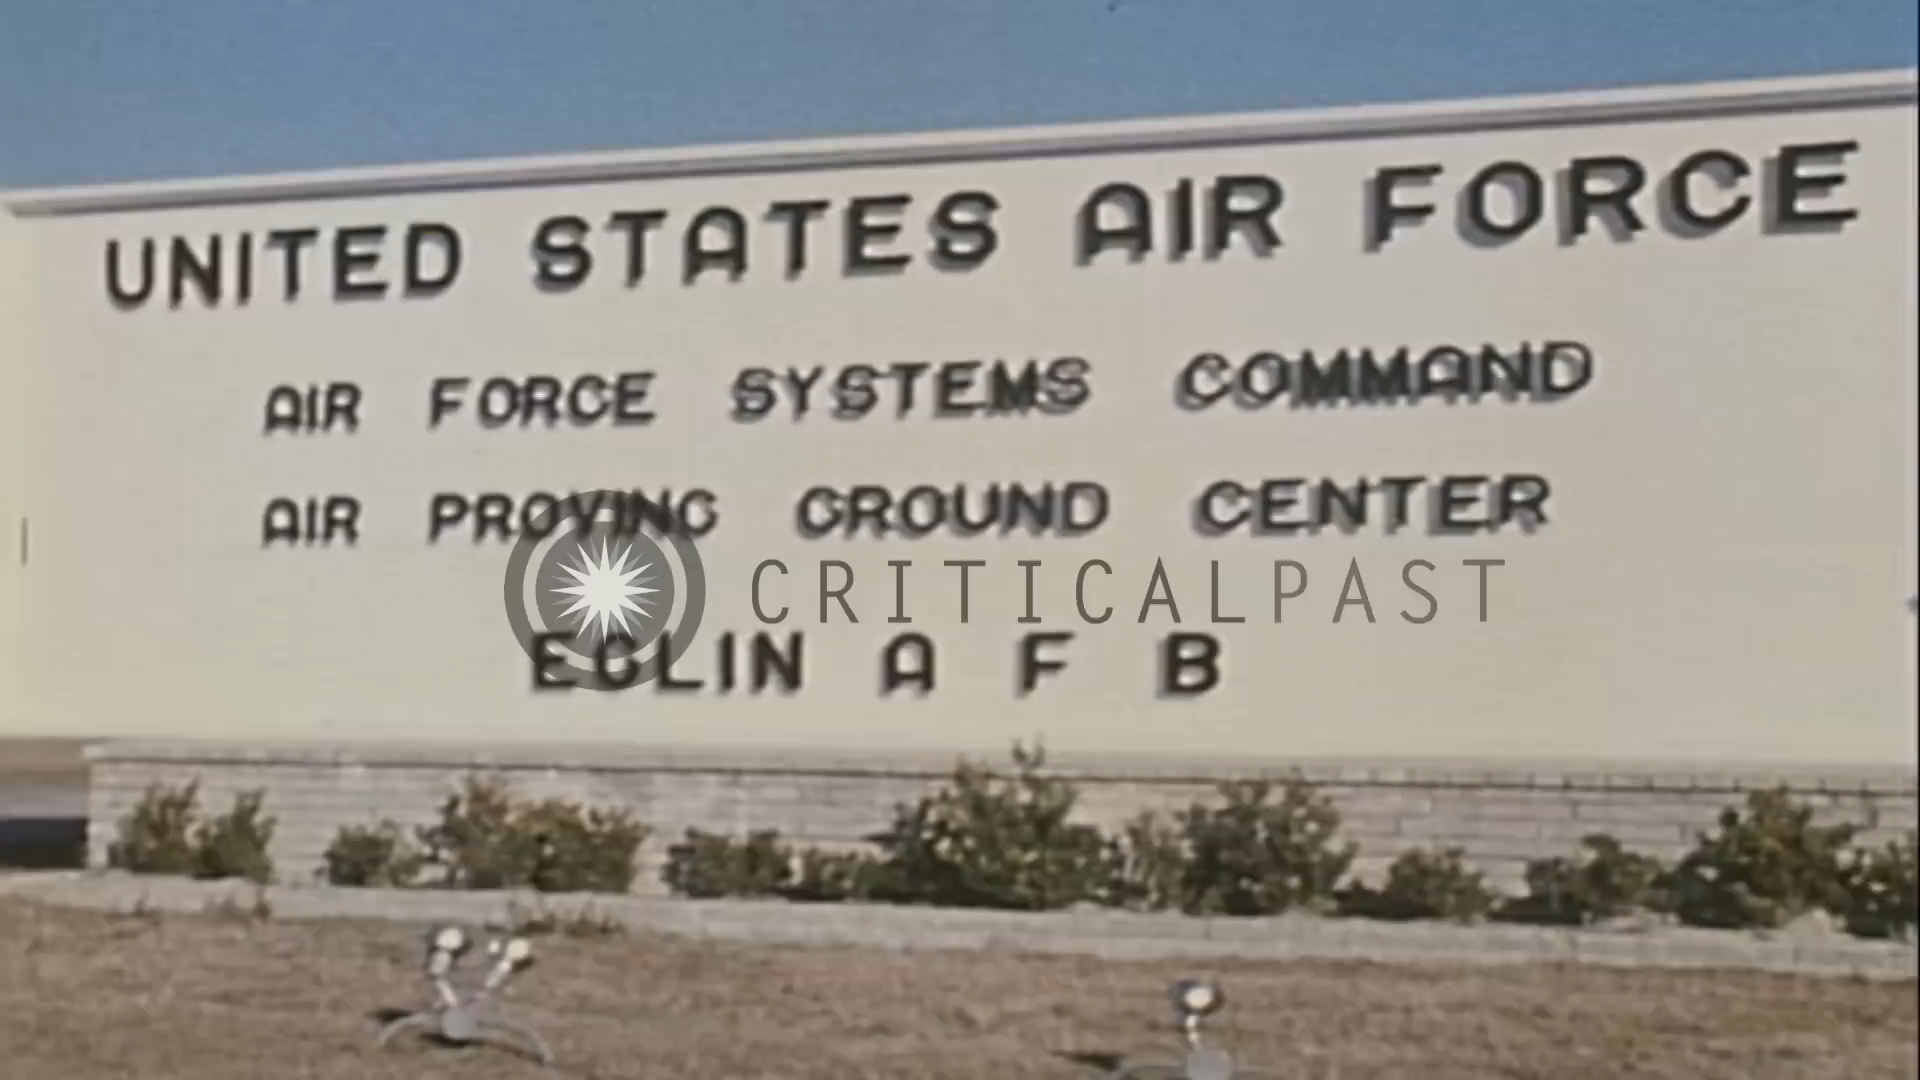 UNITED STATES AIR FORCE
AIR FORCE SYSTEMS COMMAND
AIR PROVING GROUND CENTER
CRITICALPAST
EGLIN A F B